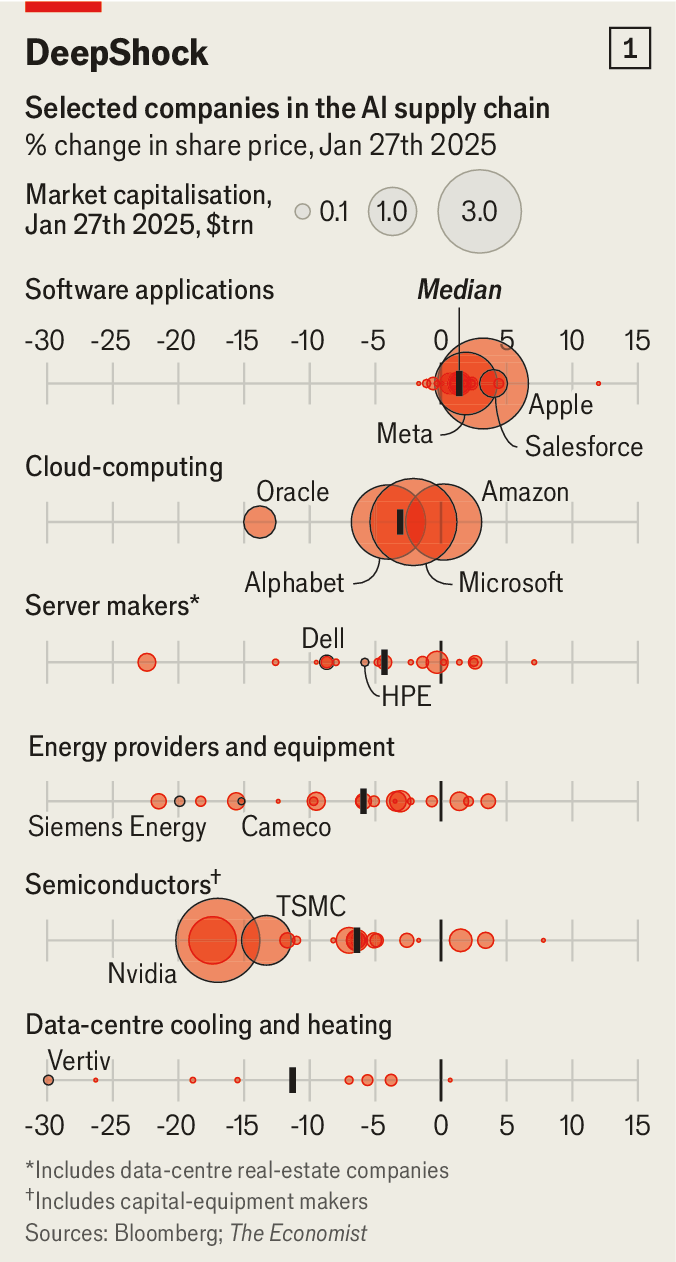 DeepShock
1
Selected companies in the AI supply chain
% change in share price, Jan 27th 2025
Market capitalisation,
Jan 27th 2025, $trn
0.1 1.0 3.0
Software applications
Median
-30 -25 -20 -15 -10 -5 0 5 10 15
Apple
Meta
Salesforce
Cloud-computing
Oracle
Amazon
Alphabet
Microsoft
Server makers*
Dell
HPE
Energy providers and equipment
Siemens Energy
Cameco
Semiconductors†
TSMC
Nvidia
Data-centre cooling and heating
Vertiv
-30 -25 -20 -15 -10 -5 0 5 10 15
*Includes data-centre real-estate companies
†Includes capital-equipment makers
Sources: Bloomberg; The Economist